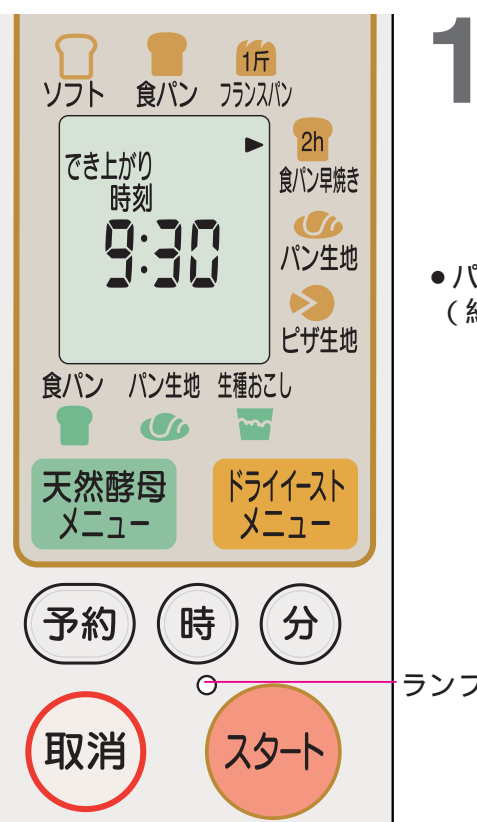 1
ソフト 食パン 1斤 フランスパン
でき上がり
時刻
9:30
2h
食パン早焼き
パン生地
ピザ生地
食パン パン生地 生種おこし
天然酵母
メニュー
ドライイースト
メニュー
予約 時 分
ランプ
取消 スタート
●パ